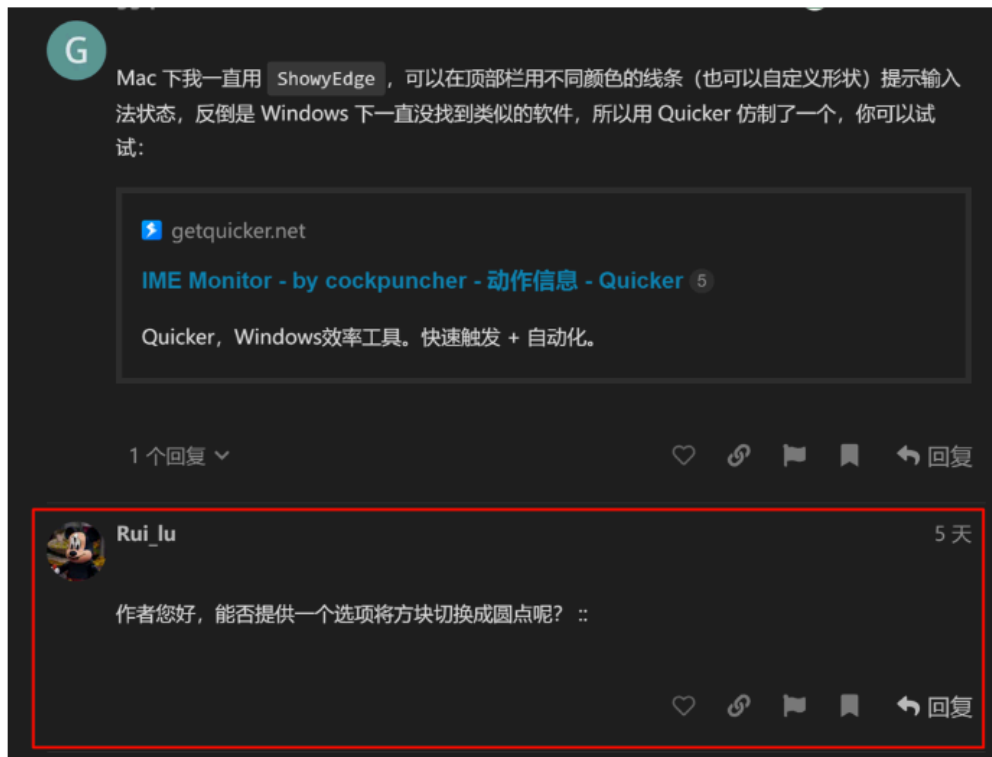 G
Mac 下我一直用 ShowyEdge ，可以在顶部栏用不同颜色的线条（也可以自定义形状）提示输入
法状态，反倒是 Windows 下一直没找到类似的软件，所以用 Quicker 仿制了一个，你可以试
试：
getquicker.net
IME Monitor - by cockpuncher - 动作信息 - Quicker 5
Quicker，Windows效率工具。快速触发 + 自动化。
1 个回复 回复
Rui_lu 5 天
作者您好，能否提供一个选项将方块切换成圆点呢？ ::
回复